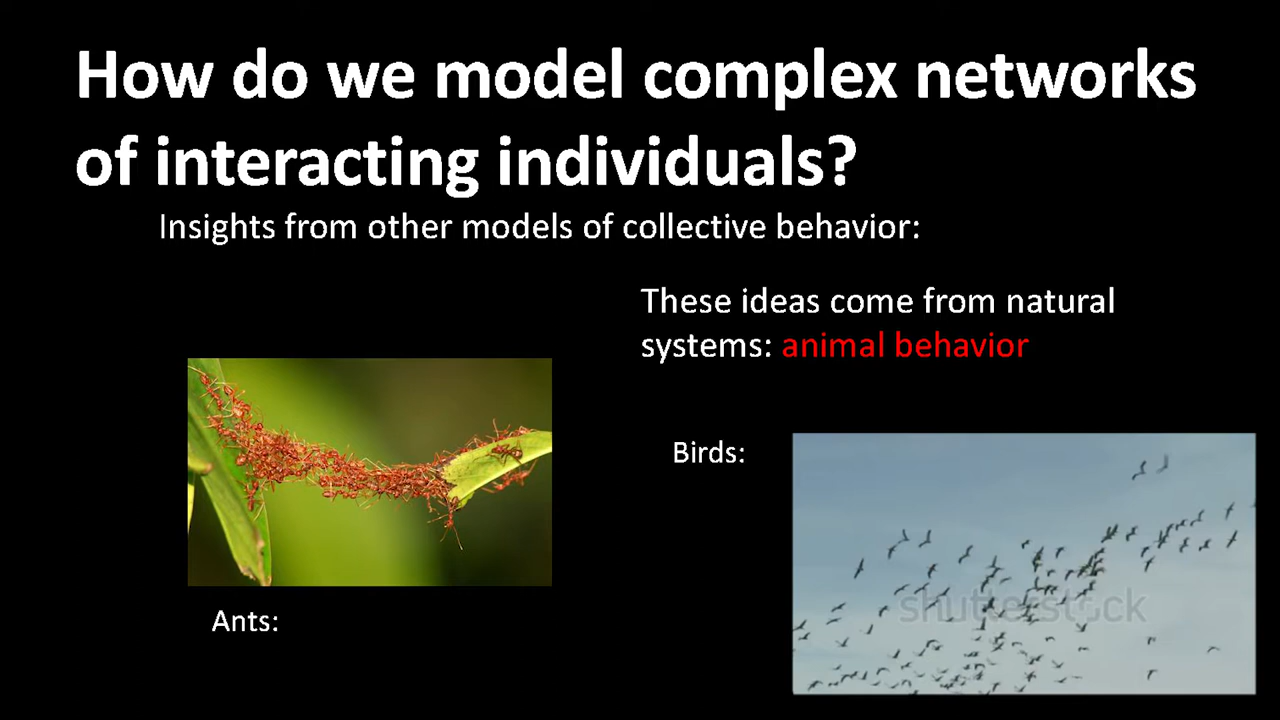 How do we model complex networks
of interacting individuals?
Insights from other models of collective behavior:
These ideas come from natural
systems: animal behavior
Birds:
shutterstock
Ants: